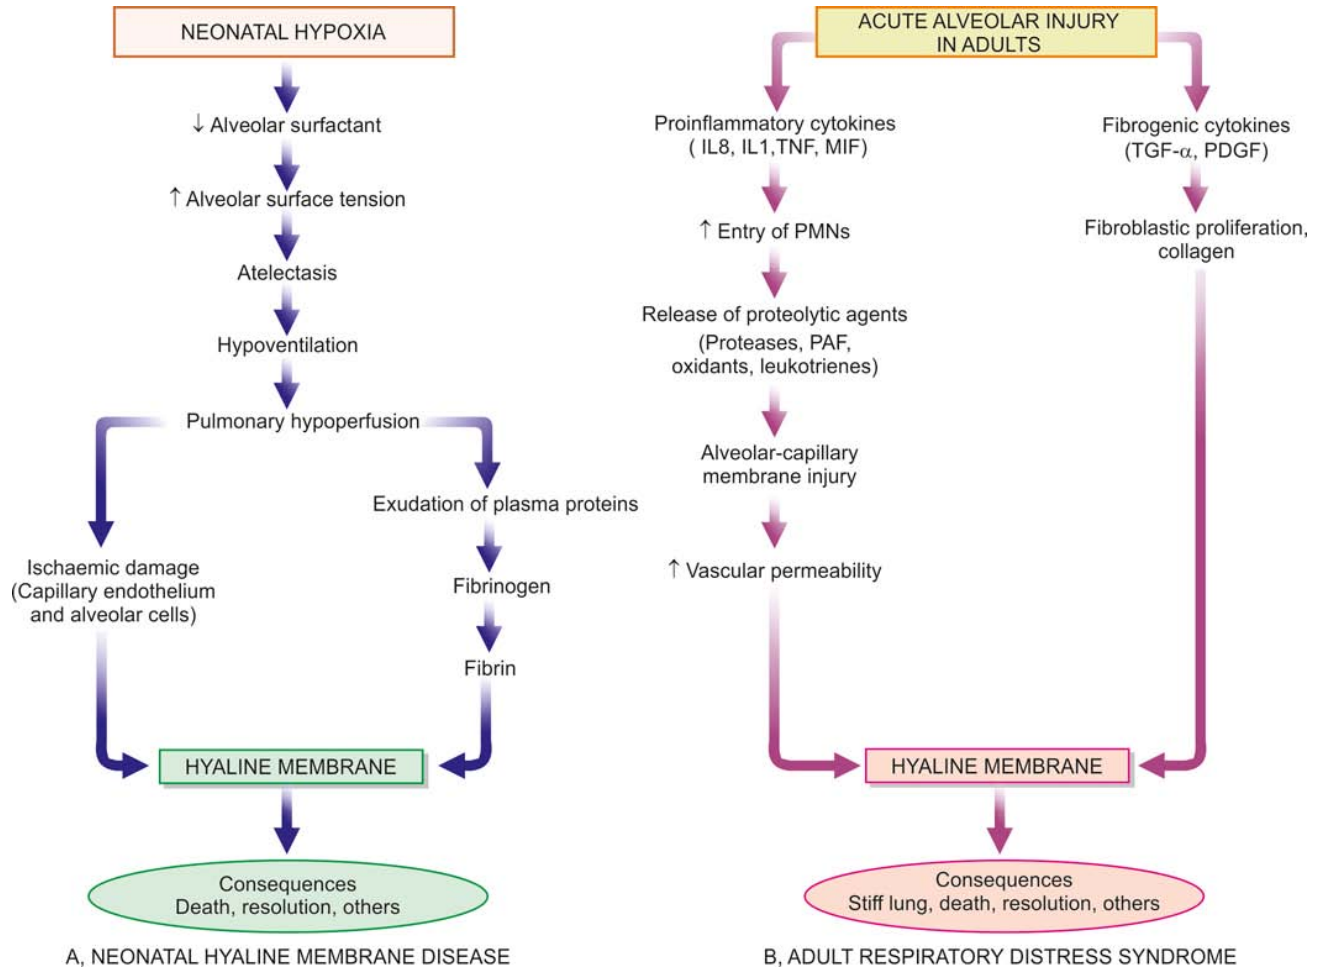 NEONATAL HYPOXIA
↓ Alveolar surfactant
↑ Alveolar surface tension
Atelectasis
Hypoventilation
Pulmonary hypoperfusion
Exudation of plasma proteins
Ischaemic damage
(Capillary endothelium
and alveolar cells)
Fibrinogen
Fibrin
HYALINE MEMBRANE
Consequences
Death, resolution, others
A, NEONATAL HYALINE MEMBRANE DISEASE
ACUTE ALVEOLAR INJURY
IN ADULTS
Proinflammatory cytokines
( IL8, IL1,TNF, MIF)
↑ Entry of PMNs
Release of proteolytic agents
(Proteases, PAF,
oxidants, leukotrienes)
Alveolar-capillary
membrane injury
↑ Vascular permeability
Fibrogenic cytokines
(TGF-α, PDGF)
Fibroblastic proliferation,
collagen
HYALINE MEMBRANE
Consequences
Stiff lung, death, resolution, others
B, ADULT RESPIRATORY DISTRESS SYNDROME